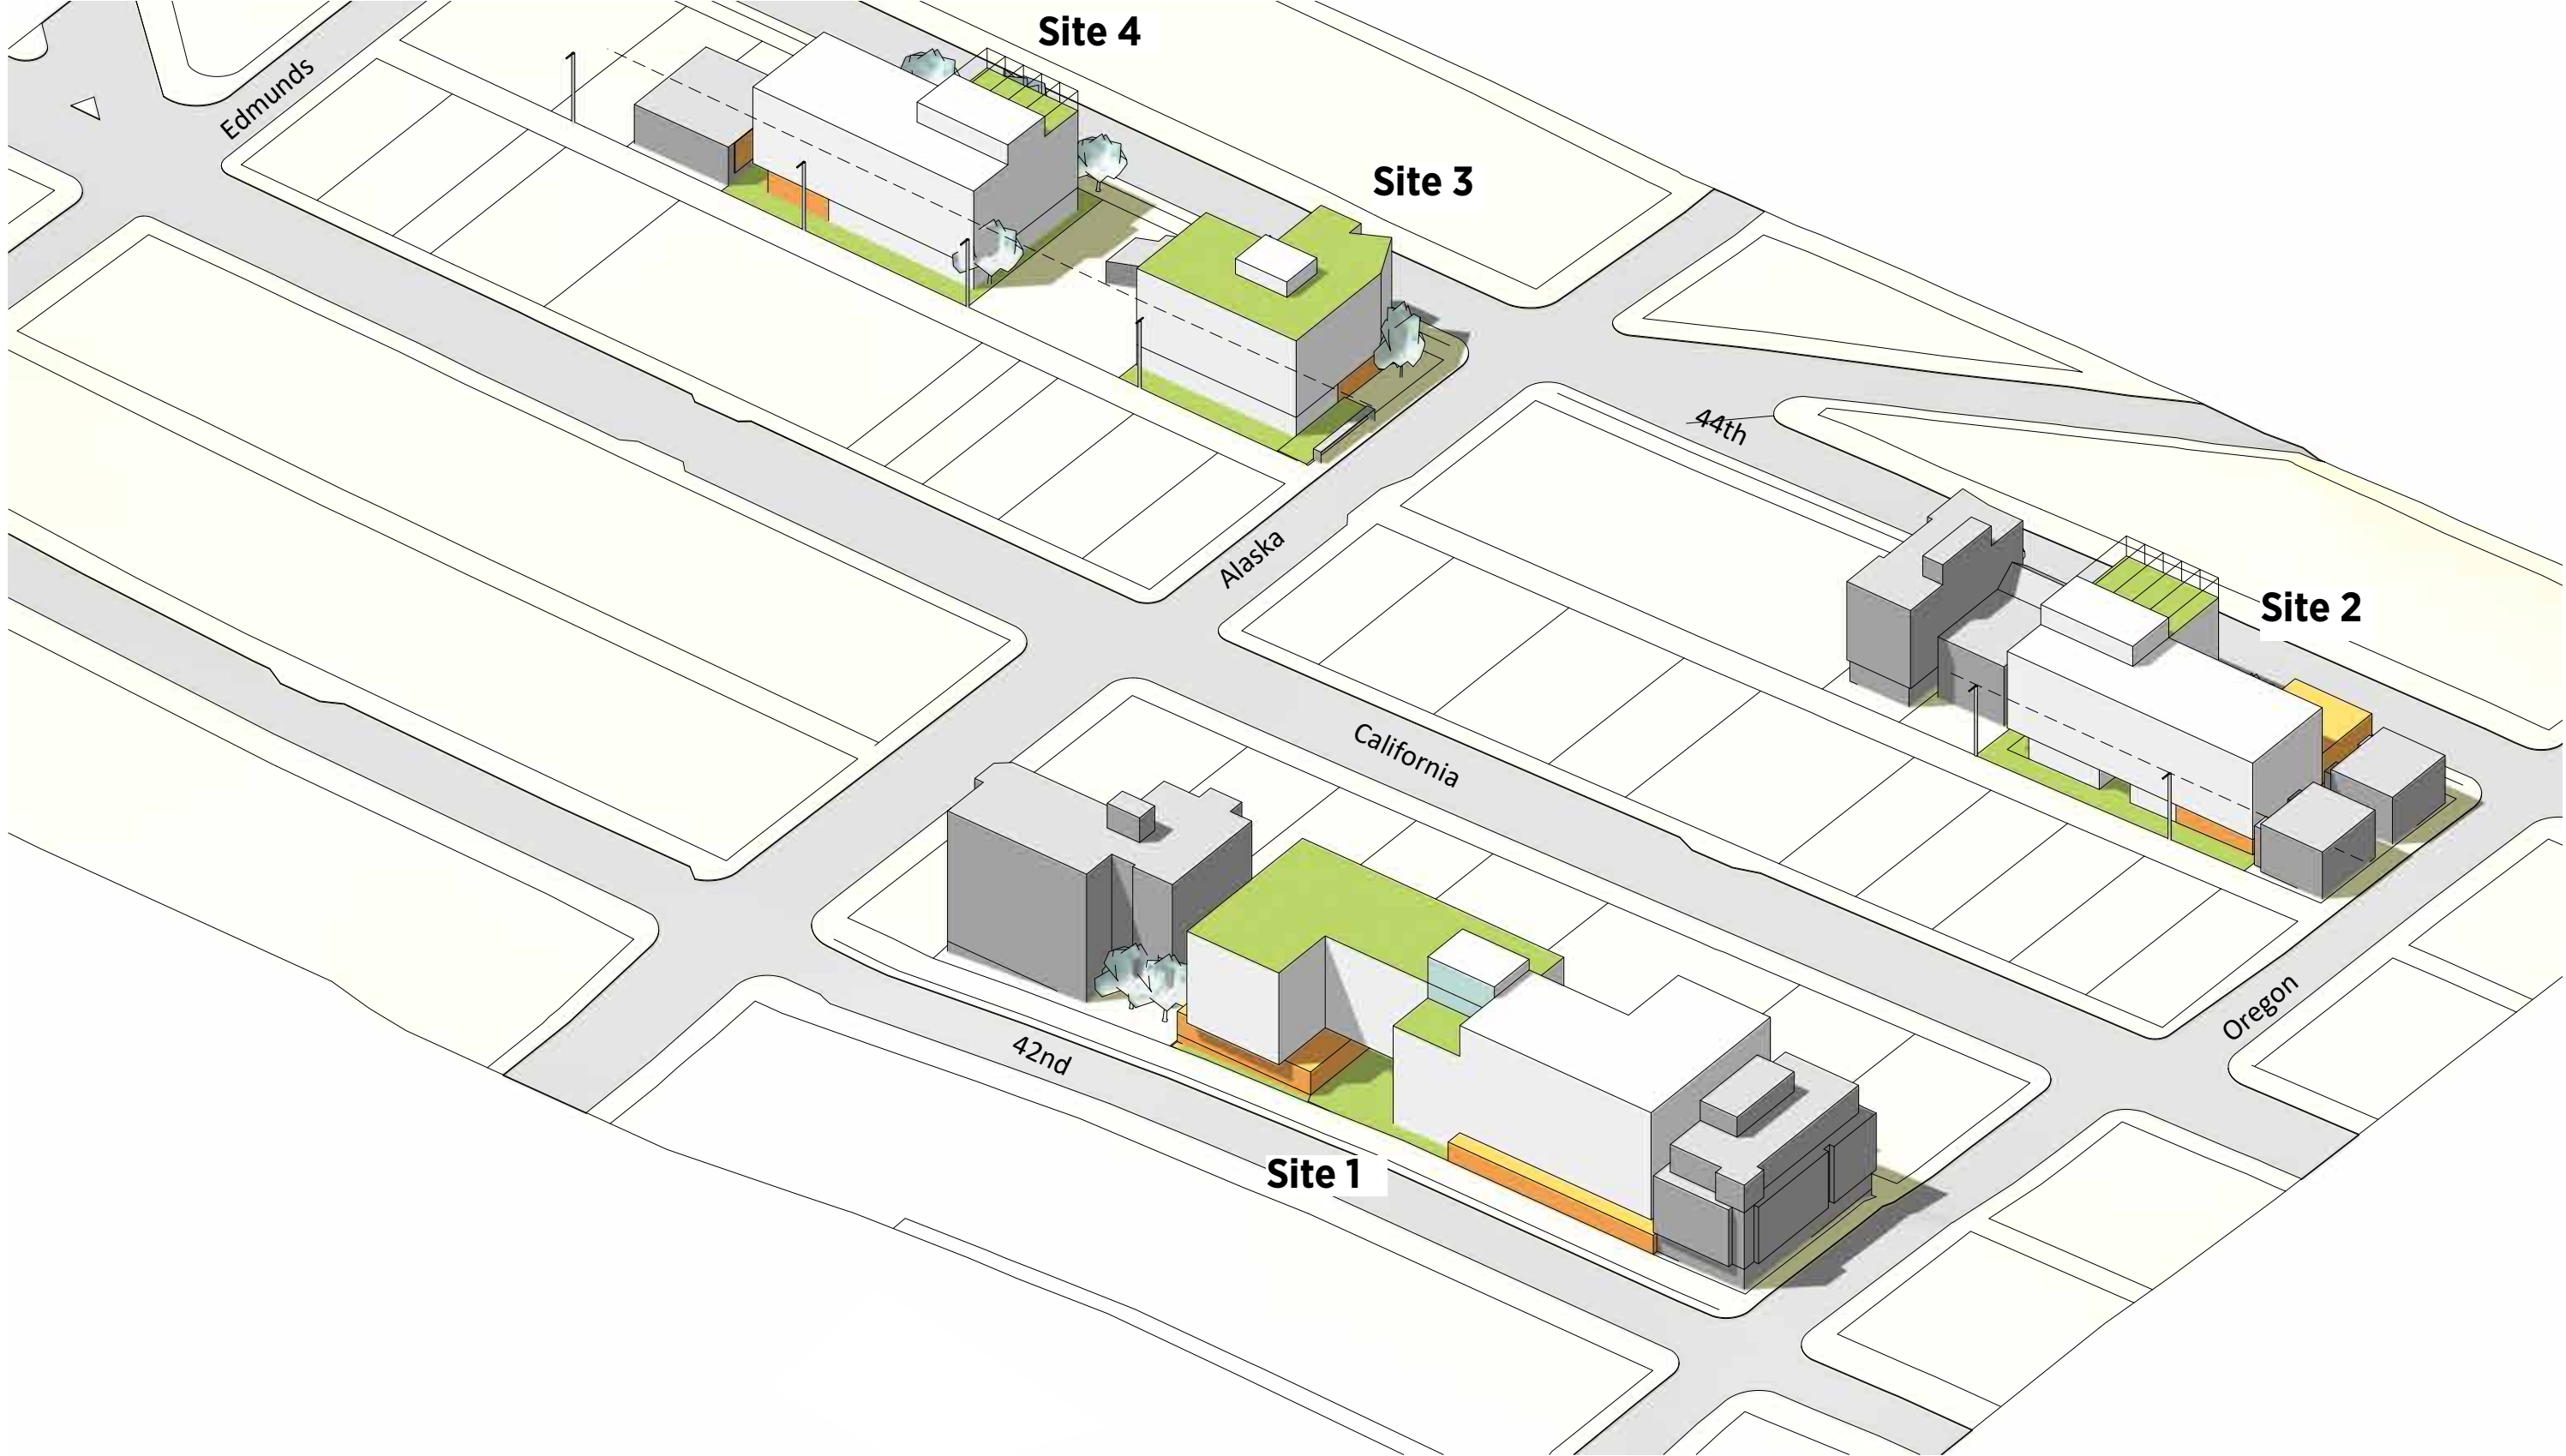 Site 4
Edmunds
Site 3
44th
Alaska
Site 2
California
Oregon
42nd
Site 1